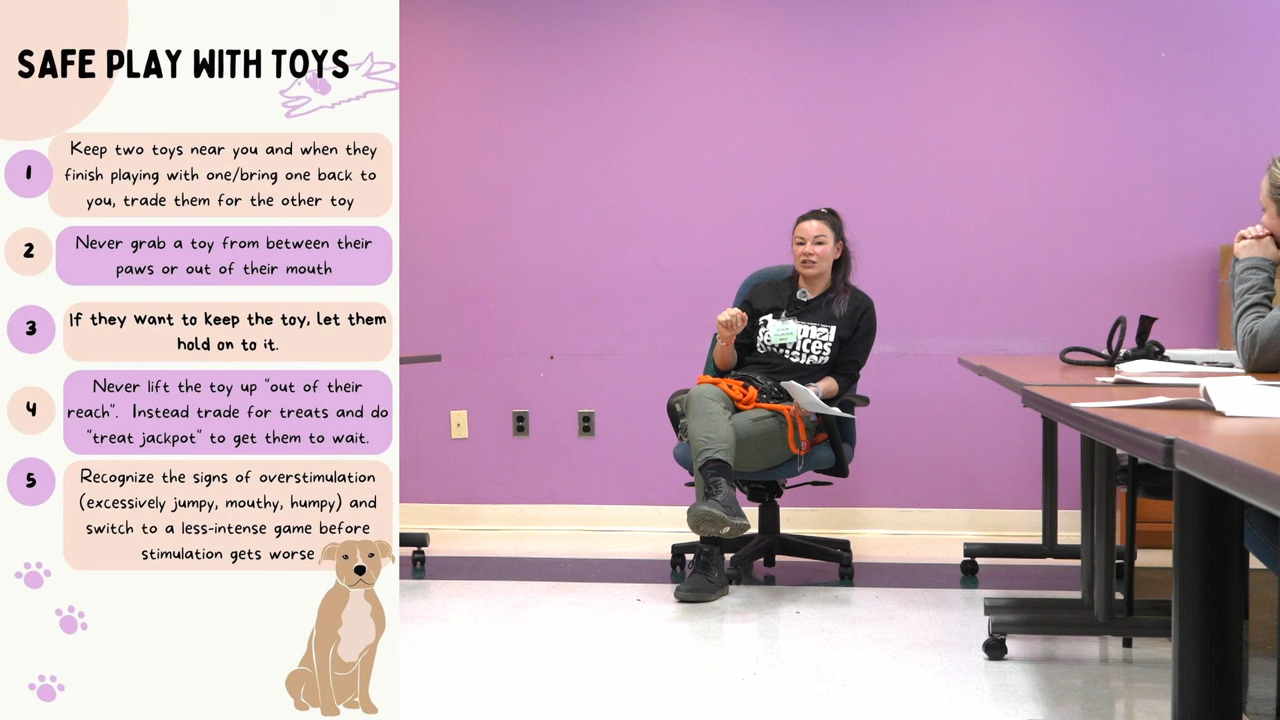 SAFE PLAY WITH TOYS
1
Keep two toys near you and when they
finish playing with one/bring one back to
you, trade them for the other toy
2
Never grab a toy from between their
paws or out of their mouth
3
If they want to keep the toy, let them
hold on to it.
4
Never lift the toy up "out of their
reach". Instead trade for treats and do
"treat jackpot" to get them to wait.
5
Recognize the signs of overstimulation
(excessively jumpy, mouthy, humpy) and
switch to a less-intense game before
stimulation gets worse
services
division